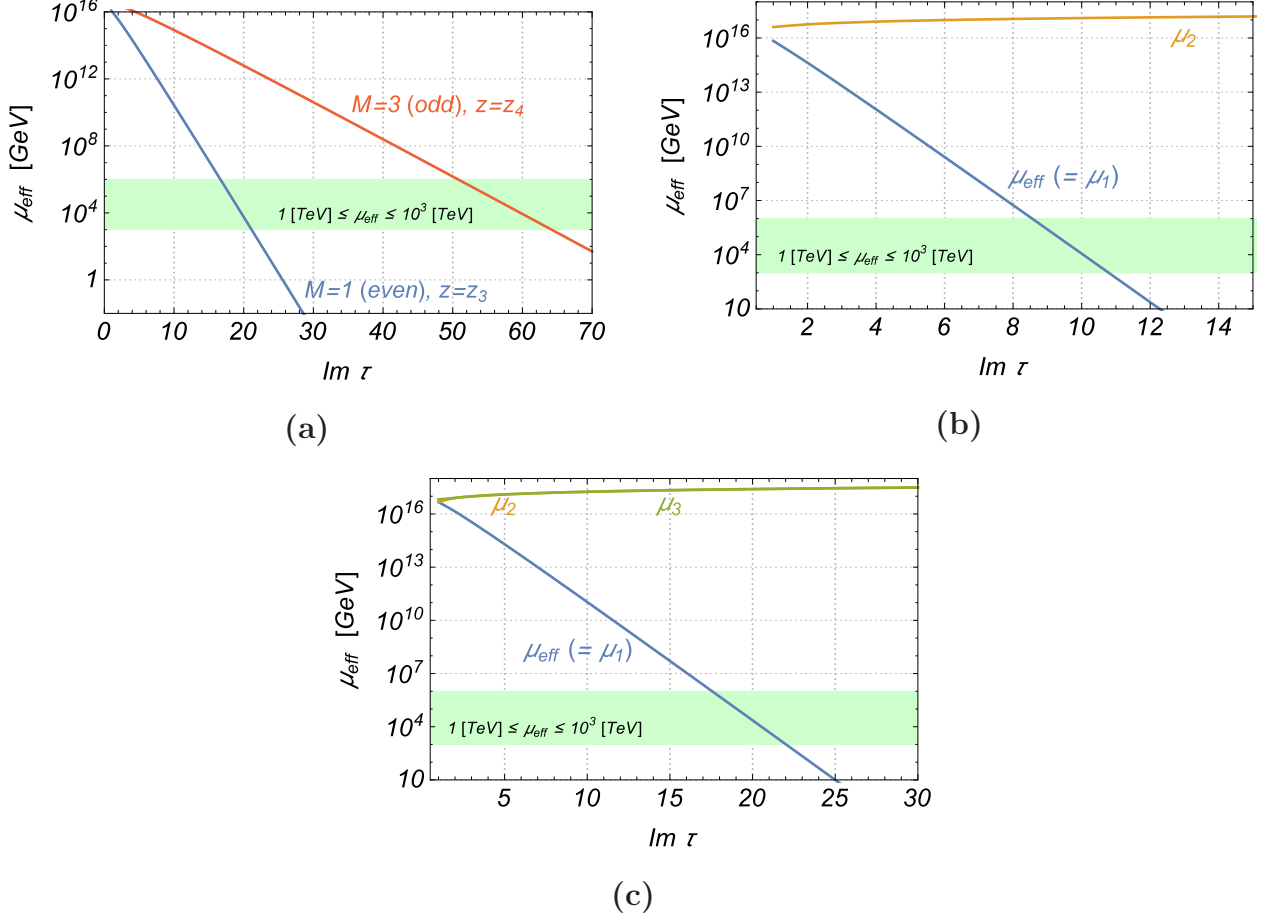 10^16
10^12
10^8
10^4
1
μ_eff [GeV]
M=3 (odd), z=z_4
1 [TeV] ≤ μ_eff ≤ 10^3 [TeV]
M=1 (even), z=z_3
0 10 20 30 40 50 60 70
Im τ
(a)
10^16
10^13
10^10
10^7
10^4
10
μ_eff [GeV]
μ_2
μ_eff (= μ_1)
1 [TeV] ≤ μ_eff ≤ 10^3 [TeV]
2 4 6 8 10 12 14
Im τ
(b)
10^16
10^13
10^10
10^7
10^4
10
μ_eff [GeV]
μ_2 μ_3
μ_eff (= μ_1)
1 [TeV] ≤ μ_eff ≤ 10^3 [TeV]
5 10 15 20 25 30
Im τ
(c)